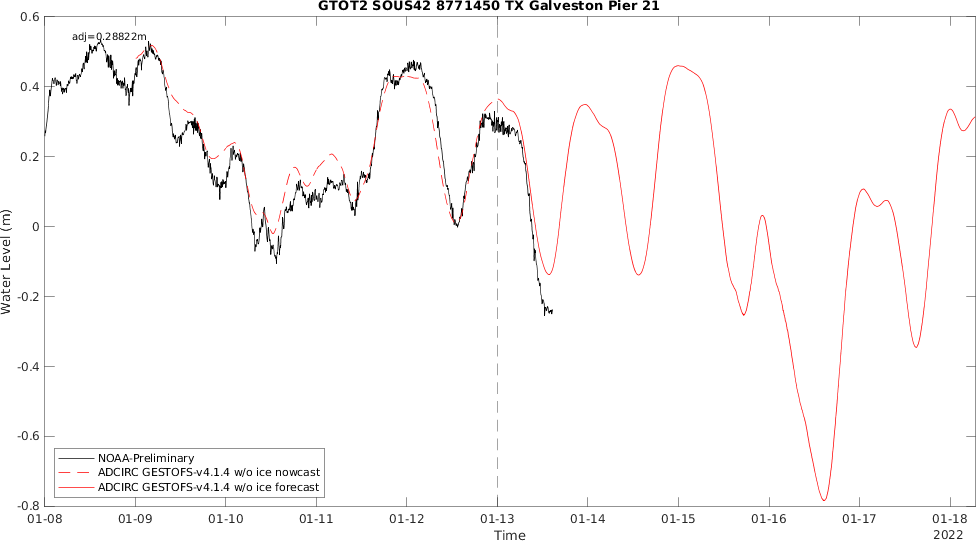 GTOT2 SOUS42 8771450 TX Galveston Pier 21
adj=0.28822m
0.6
0.4
0.2
0
-0.2
-0.4
-0.6
-0.8
Water Level (m)
NOAA-Preliminary
ADCIRC GESTOFS-v4.1.4 w/o ice nowcast
ADCIRC GESTOFS-v4.1.4 w/o ice forecast
01-08 01-09 01-10 01-11 01-12 01-13 01-14 01-15 01-16 01-17 01-18
Time
2022